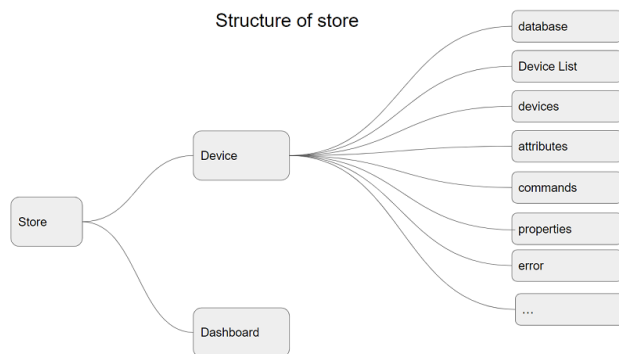 Structure of store
database
Device List
devices
Device
attributes
commands
Store
properties
error
...
Dashboard